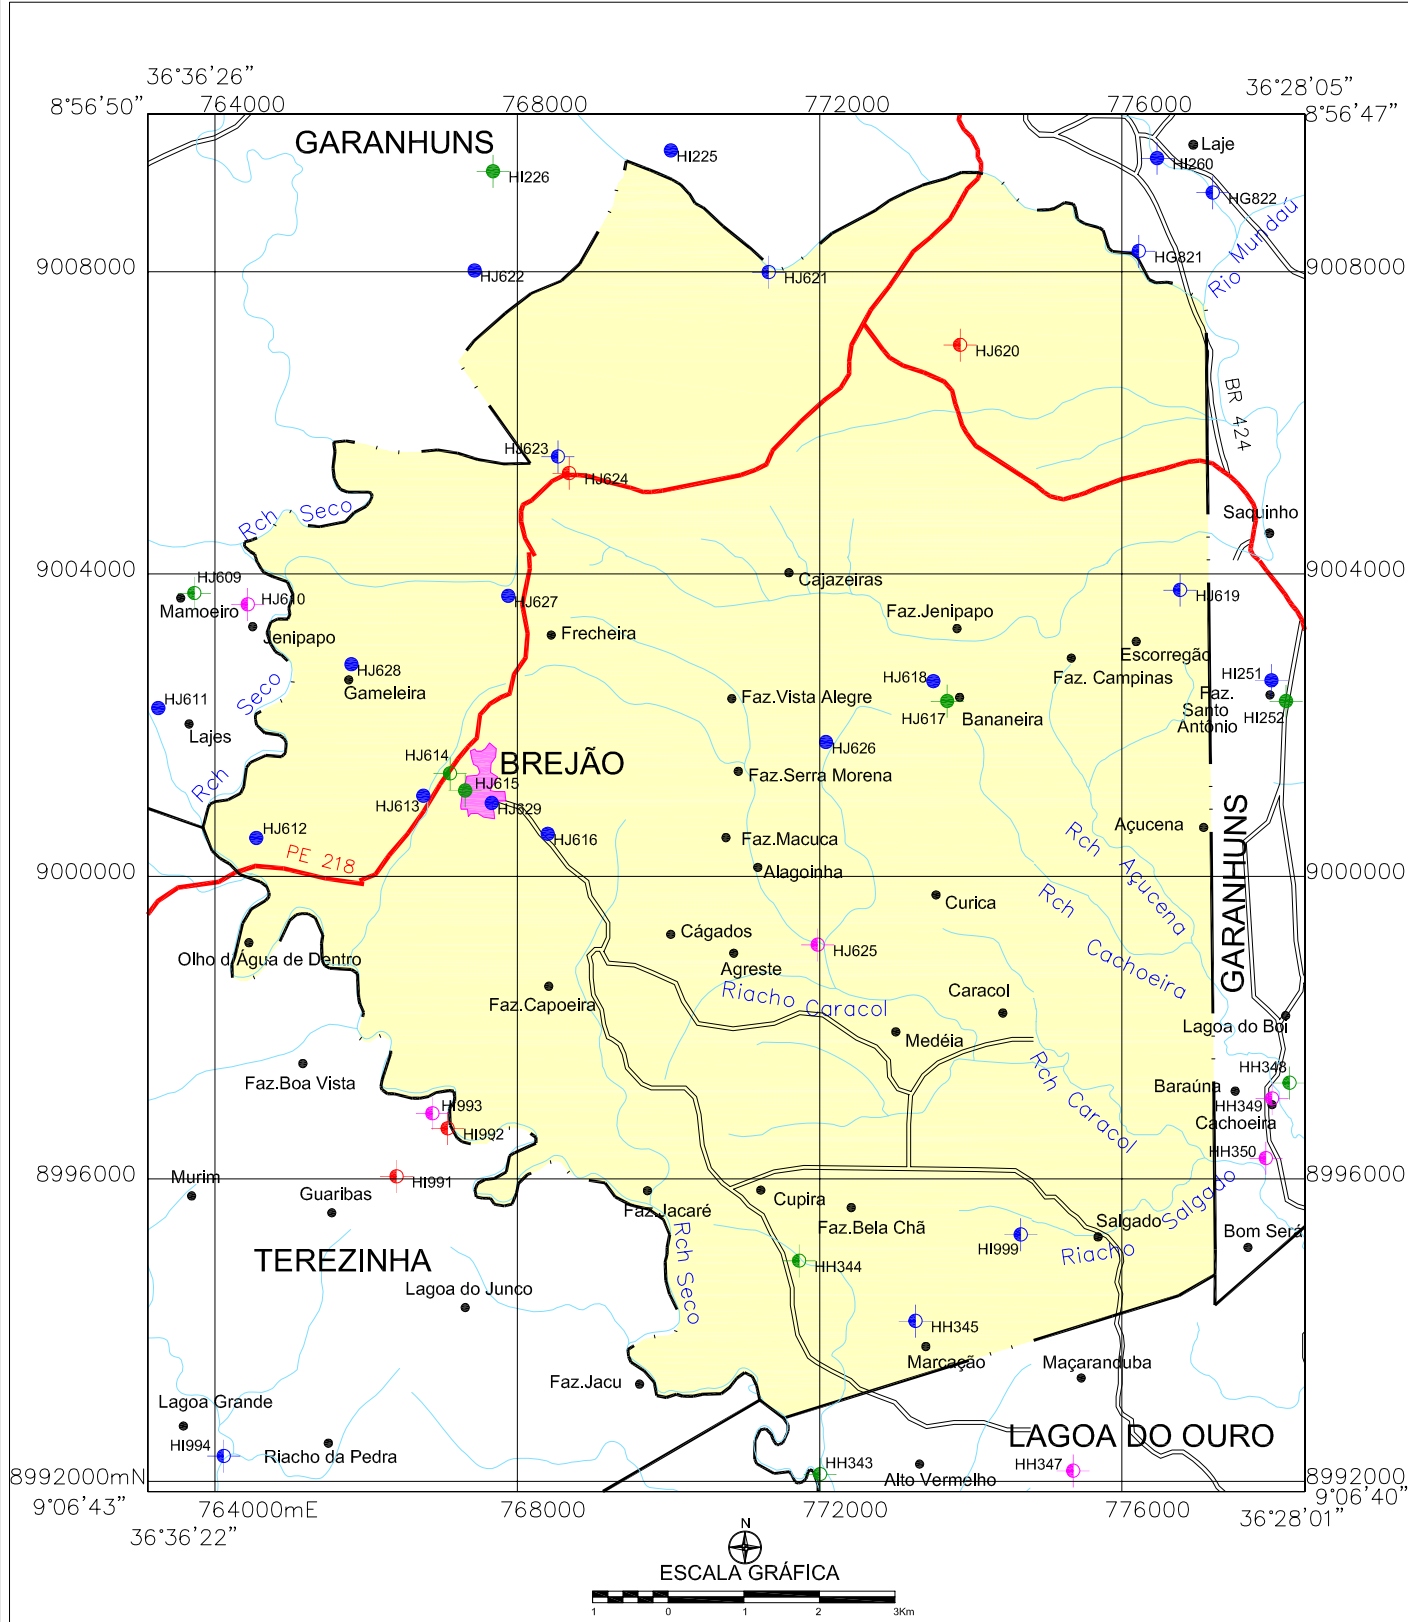 36°36'26"
36°28'05"
8°56'50"
764000
768000
772000
776000
8°56'47"
GARANHUNS
HI225
HI226
Laje
HI260
HG822
Rio Mundaú
HG821
9008000
HJ622
HJ621
9008000
HJ620
BR 424
HJ623
HJ624
Rch Seco
Saquinho
9004000
9004000
HJ609
Mamoeiro
HJ610
Jenipapo
HJ627
Cajazeiras
Faz.Jenipapo
HJ619
Frecheira
Escorregão
HJ628
Gameleira
Faz. Campinas
HJ618
HI251
Faz.
Santo
Antônio
HI252
HJ611
Lajes
Rch Seco
Faz.Vista Alegre
HJ617
Bananeira
HJ626
HJ614
BREJÃO
HJ615
Faz.Serra Morena
HJ613
HJ629
HJ612
HJ616
Faz.Macuca
Açucena
Rch Açucena
GARANHUNS
PE 218
9000000
Alagoinha
9000000
Curica
Rch Cachoeira
Cágados
HJ625
Olho d'Água de Dentro
Agreste
Faz.Capoeira
Riacho Caracol
Caracol
Medéia
Lagoa do Boi
Faz.Boa Vista
Rch Caracol
HH348
Baraúna
HH349
Cachoeira
HI993
HI992
HH350
8996000
Murim
HI991
8996000
Guaribas
Faz.Jacaré
Cupira
Faz.Bela Chã
Salgado
Riacho Salgado
Bom Será
HI999
Rch Seco
TEREZINHA
HH344
Lagoa do Junco
HH345
Marcação
Maçaranduba
Faz.Jacu
Lagoa Grande
HI994
Riacho da Pedra
LAGOA DO OURO
HH343
Alto Vermelho
HH347
8992000mN
8992000
9°06'43"
764000mE
768000
772000
776000
9°06'40"
36°36'22"
36°28'01"
N
ESCALA GRÁFICA
1 0 1 2 3Km